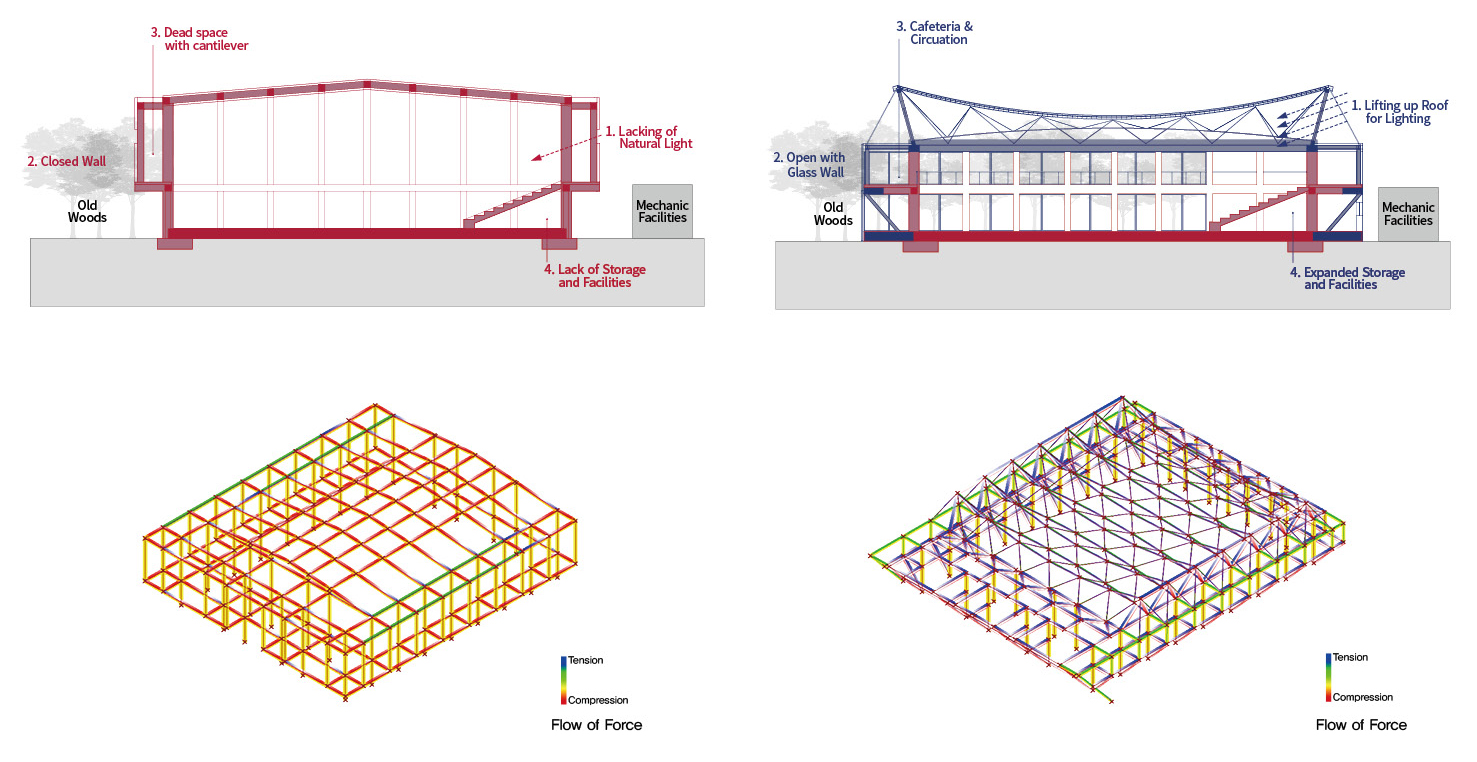 3. Dead space
with cantilever
1. Lacking of
Natural Light
2. Closed Wall
Old
Woods
Mechanic
Facilities
4. Lack of Storage
and Facilities
3. Cafeteria &
Circuation
1. Lifting up Roof
for Lighting
2. Open with
Glass Wall
Old
Woods
Mechanic
Facilities
4. Expanded Storage
and Facilities
Tension
Compression
Flow of Force
Tension
Compression
Flow of Force